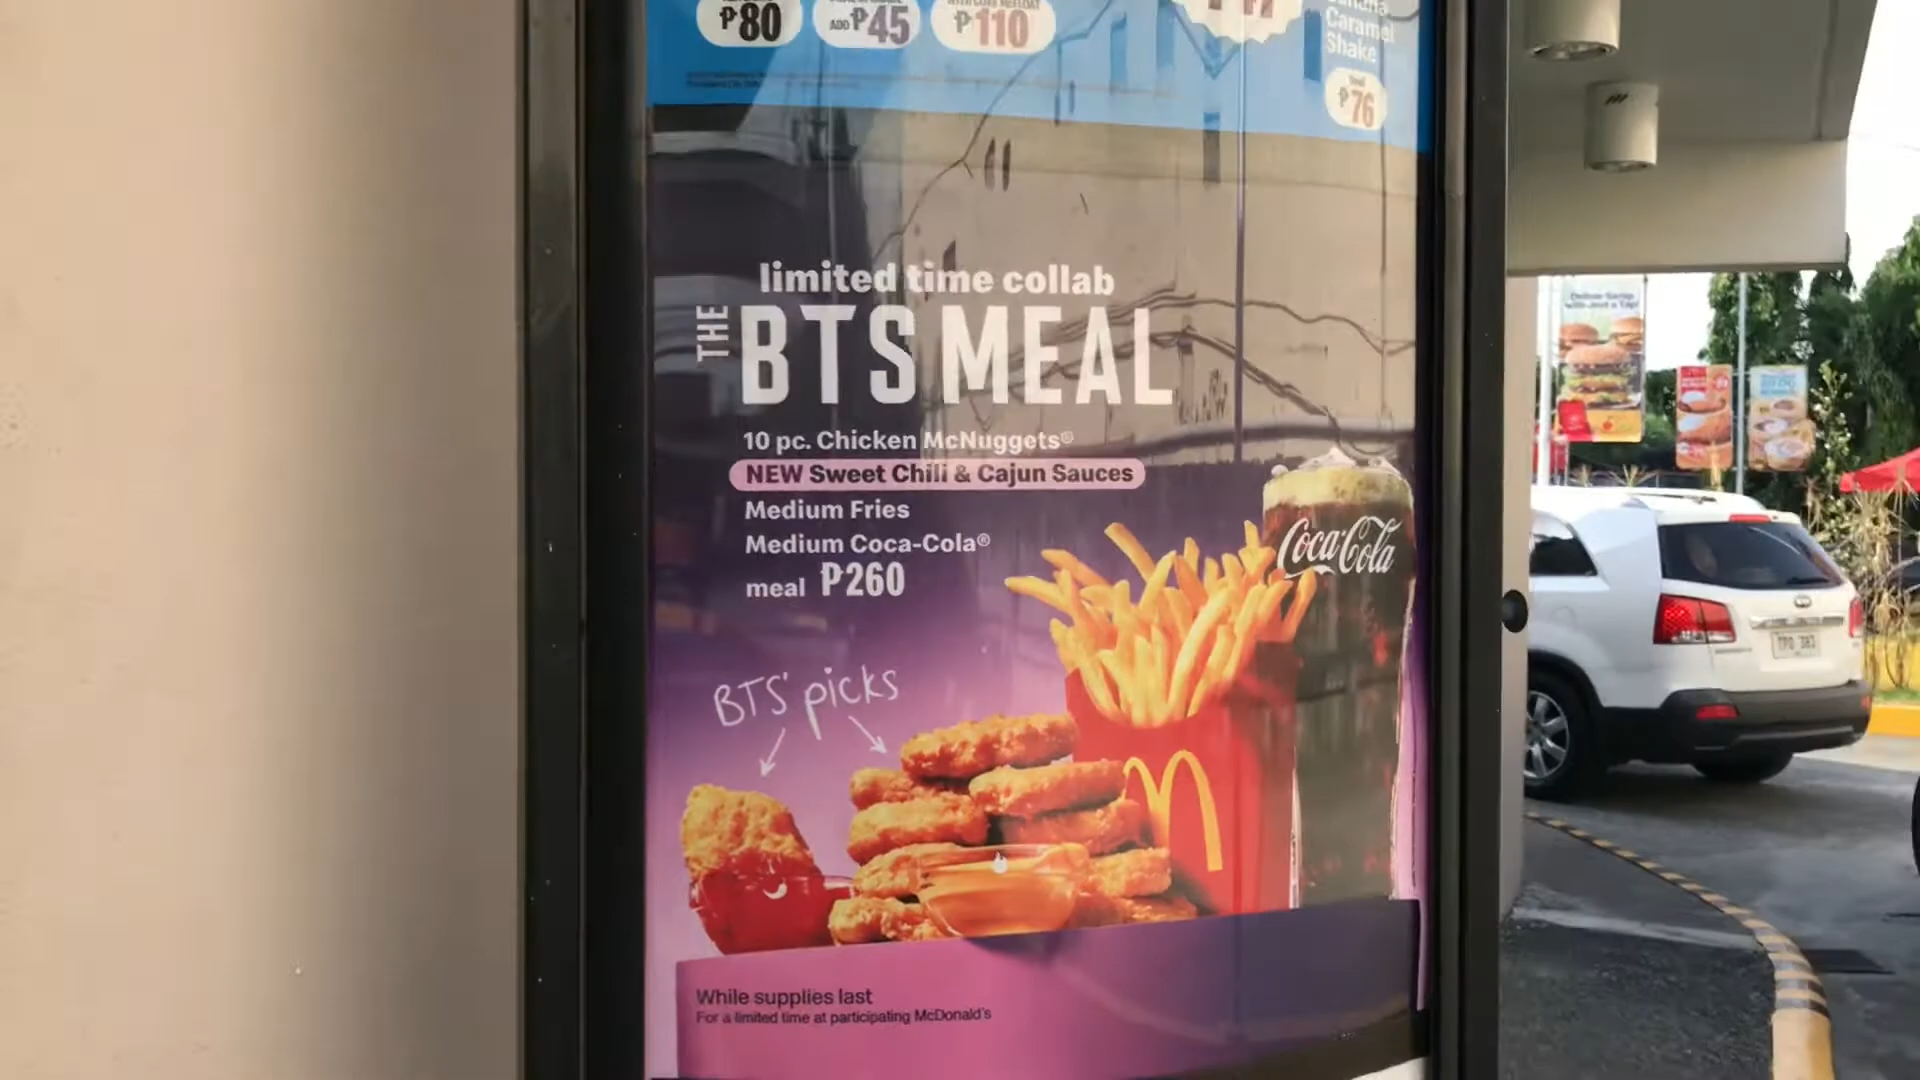 ₱80
ADD ₱45
₱110
Caramel
Shake
₱76
limited time collab
THE BTS MEAL
10 pc. Chicken McNuggets®
NEW Sweet Chili & Cajun Sauces
Medium Fries
Medium Coca-Cola®
meal ₱260
BTS' picks
Coca-Cola
While supplies last
For a limited time at participating McDonald's